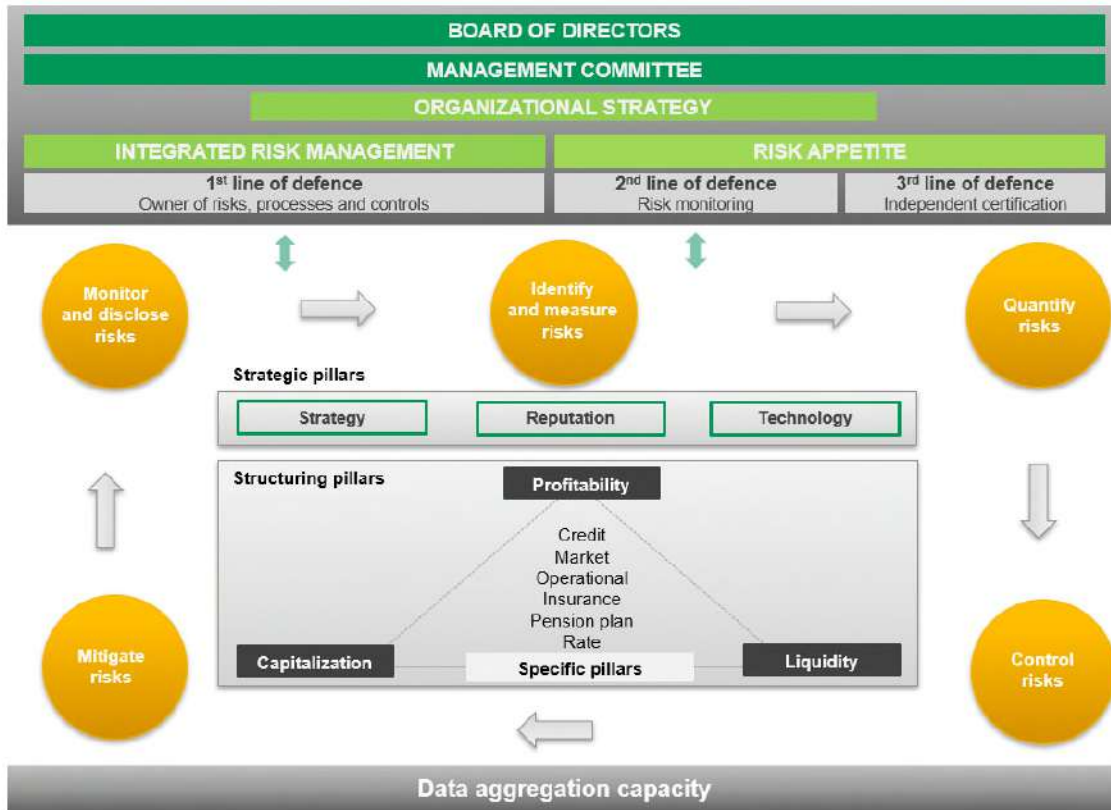 BOARD OF DIRECTORS
MANAGEMENT COMMITTEE
ORGANIZATIONAL STRATEGY
INTEGRATED RISK MANAGEMENT
RISK APPETITE
1st line of defence
Owner of risks, processes and controls
2nd line of defence
Risk monitoring
3rd line of defence
Independent certification
Monitor
and disclose
risks
Identify
and measure
risks
Quantify
risks
Strategic pillars
Strategy
Reputation
Technology
Structuring pillars
Profitability
Credit
Market
Operational
Insurance
Pension plan
Rate
Capitalization
Specific pillars
Liquidity
Mitigate
risks
Control
risks
Data aggregation capacity